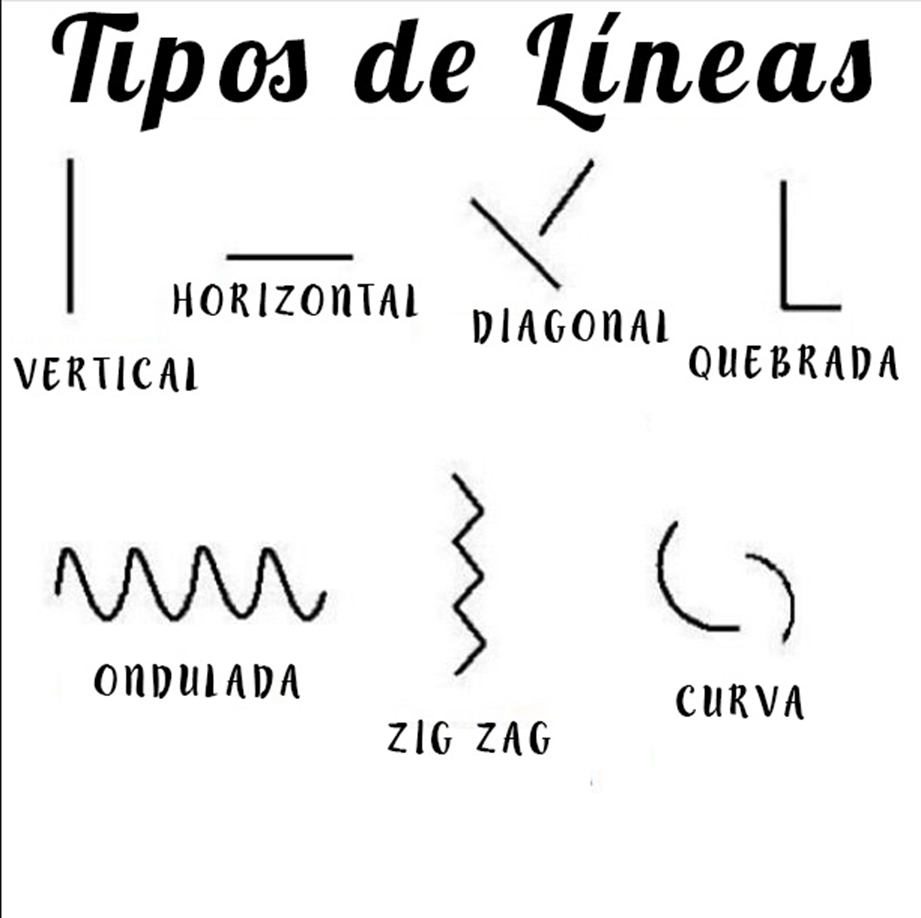 Tipos de Líneas
VERTICAL
HORIZONTAL
DIAGONAL
QUEBRADA
ONDULADA
ZIG ZAG
CURVA